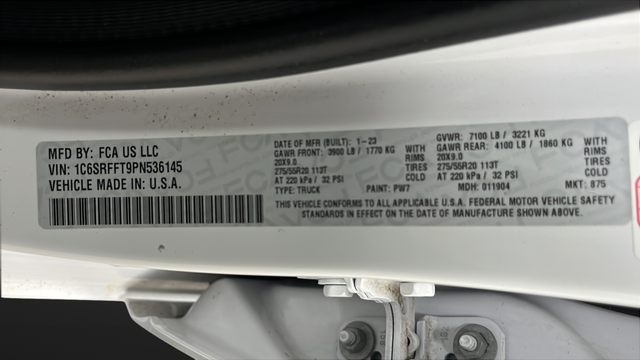 MFD BY: FCA US LLC
VIN: 1C6SRFFT9PN536145
VEHICLE MADE IN U.S.A.
DATE OF MFR (BUILT): 1-23
GAWR FRONT: 3900 LB / 1770 KG WITH
20X9.0 RIMS
275/55R20 113T TIRES
AT 220 kPa / 32 PSI COLD
TYPE: TRUCK PAINT: PW7
GVWR: 7100 LB / 3221 KG
GAWR REAR: 4100 LB / 1860 KG WITH
20X9.0 RIMS
275/55R20 113T TIRES
AT 220 kPa / 32 PSI COLD
MDH: 011904 MKT: 875
THIS VEHICLE CONFORMS TO ALL APPLICABLE U.S.A. FEDERAL MOTOR VEHICLE SAFETY
STANDARDS IN EFFECT ON THE DATE OF MANUFACTURE SHOWN ABOVE.